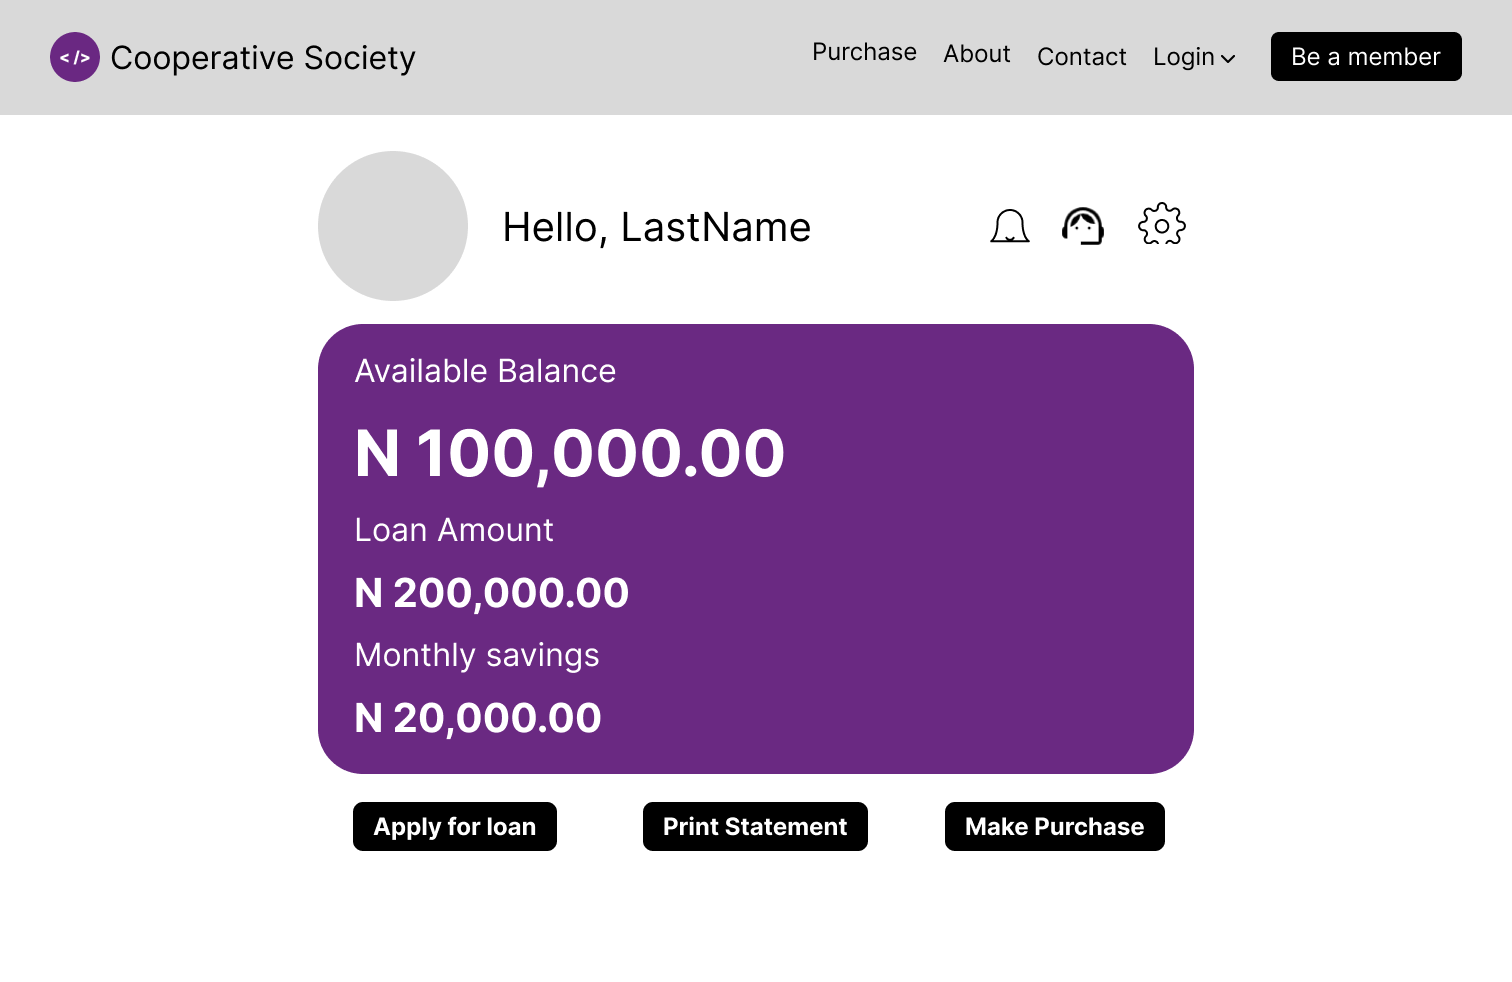 </> Cooperative Society
Purchase About Contact Login Be a member
Hello, LastName
Available Balance
N 100,000.00
Loan Amount
N 200,000.00
Monthly savings
N 20,000.00
Apply for loan Print Statement Make Purchase